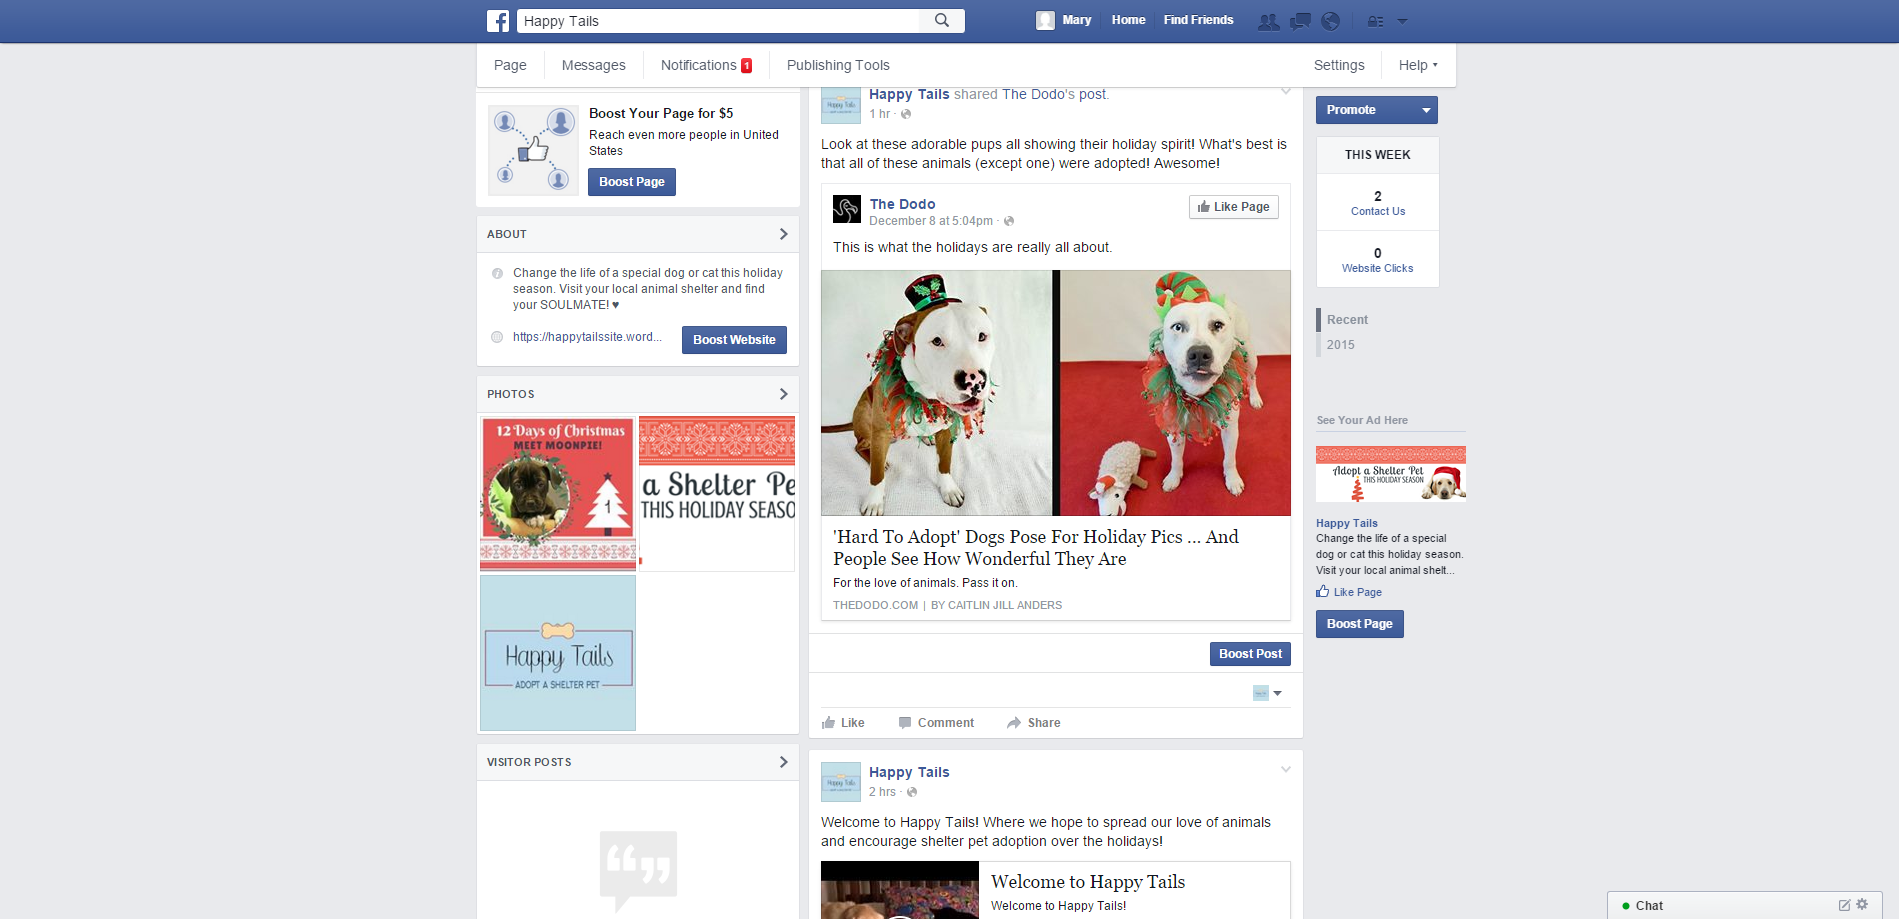 Happy Tails
Mary
Home
Find Friends
Page
Messages
Notifications 1
Publishing Tools
Settings
Help
Boost Your Page for $5
Reach even more people in United
States
Boost Page
ABOUT
Change the life of a special dog or cat this holiday
season. Visit your local animal shelter and find
your SOULMATE! ♥
https://happytailssite.word...
Boost Website
PHOTOS
12 Days of Christmas
MEET MOONPIE!
1
a Shelter Pe
THIS HOLIDAY SEASO
Happy Tails
ADOPT A SHELTER PET
VISITOR POSTS
Happy Tails shared The Dodo's post.
1 hr ·
Look at these adorable pups all showing their holiday spirit! What's best is
that all of these animals (except one) were adopted! Awesome!
The Dodo
December 8 at 5:04pm ·
Like Page
This is what the holidays are really all about.
'Hard To Adopt' Dogs Pose For Holiday Pics ... And
People See How Wonderful They Are
For the love of animals. Pass it on.
THEDODO.COM | BY CAITLIN JILL ANDERS
Boost Post
Like
Comment
Share
Happy Tails
Happy Tails
2 hrs ·
Welcome to Happy Tails! Where we hope to spread our love of animals
and encourage shelter pet adoption over the holidays!
Welcome to Happy Tails
Welcome to Happy Tails!
Promote
THIS WEEK
2
Contact Us
0
Website Clicks
Recent
2015
See Your Ad Here
Adopt a Shelter Pet
THIS HOLIDAY SEASON
Happy Tails
Change the life of a special
dog or cat this holiday season.
Visit your local animal shelt...
Like Page
Boost Page
Chat